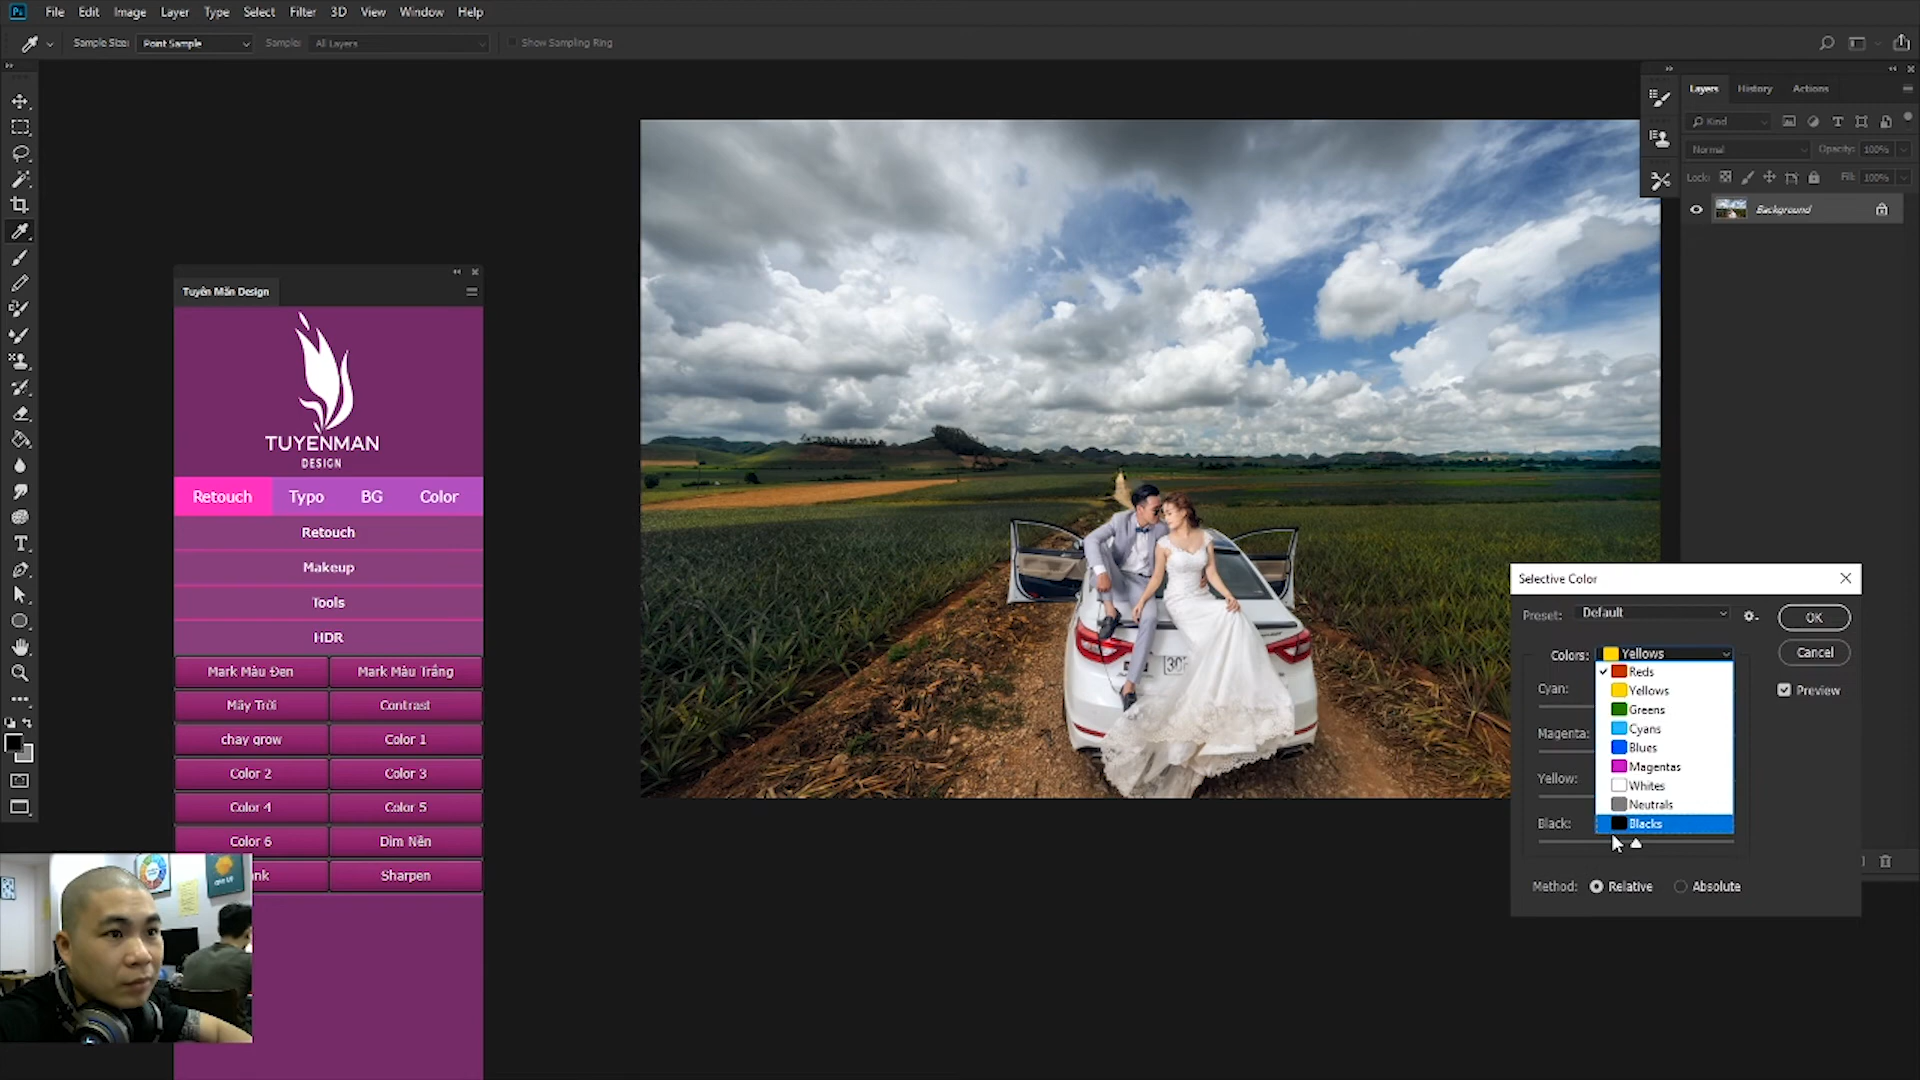 Ps File Edit Image Layer Type Select Filter 3D View Window Help
Sample Size: Point Sample Sample: All Layers Show Sampling Ring
Layers History Actions
Kind
Normal Opacity: 100%
Lock: Fill: 100%
Background
Tuyên Mãn Design
TUYENMAN
DESIGN
Retouch Typo BG Color
Retouch
Makeup
Tools
HDR
Mark Màu Đen Mark Màu Trắng
Mây Trời Contrast
chay grow Color 1
Color 2 Color 3
Color 4 Color 5
Color 6 Dìm Nền
Sharpen
Selective Color
Preset: Default OK
Colors: Yellows Cancel
Reds
Cyan: Yellows Preview
Greens
Cyans
Magenta: Blues
Magentas
Yellow: Whites
Neutrals
Black: Blacks
Method: Relative Absolute